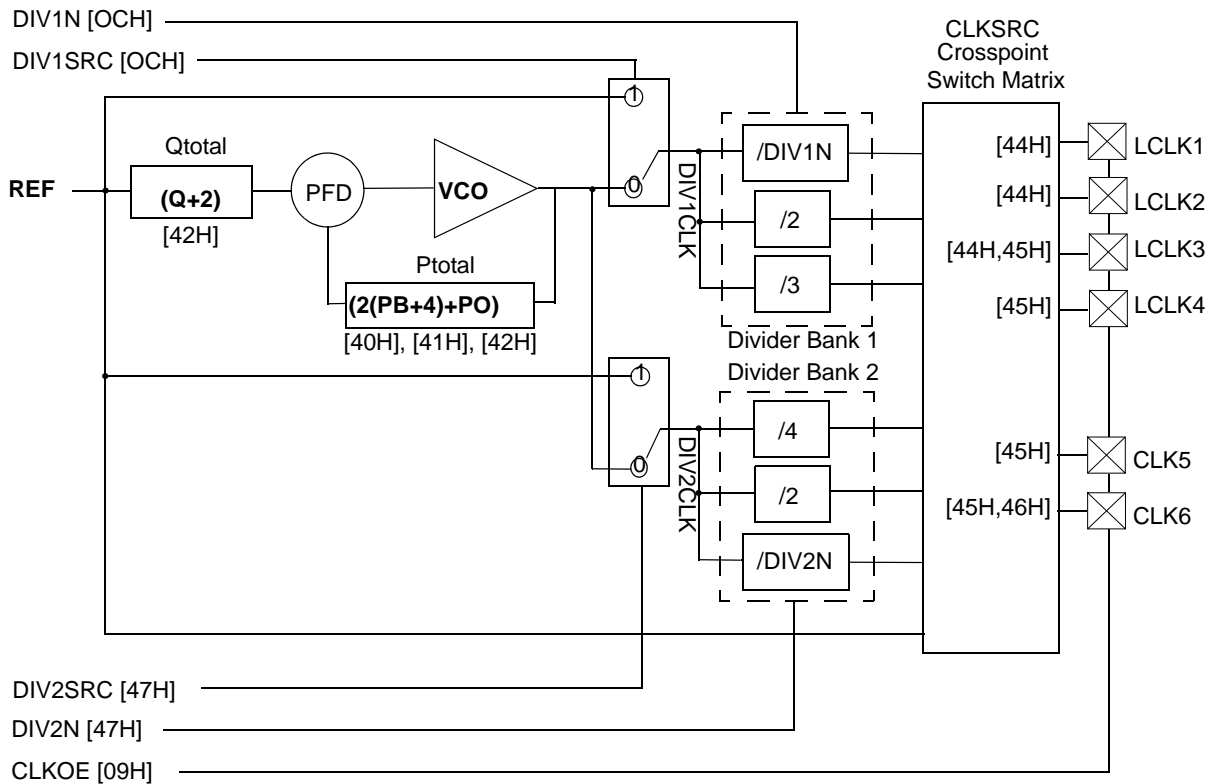 DIV1N [OCH]
DIV1SRC [OCH]
CLKSRC
Crosspoint
Switch Matrix
1
Qtotal
REF
(Q+2)
[42H]
PFD
VCO
0
Ptotal
(2(PB+4)+PO)
[40H], [41H], [42H]
DIV1CLK
/DIV1N
/2
/3
Divider Bank 1
Divider Bank 2
1
0
DIV2CLK
/4
/2
/DIV2N
[44H]
LCLK1
[44H]
LCLK2
[44H,45H]
LCLK3
[45H]
LCLK4
[45H]
CLK5
[45H,46H]
CLK6
DIV2SRC [47H]
DIV2N [47H]
CLKOE [09H]